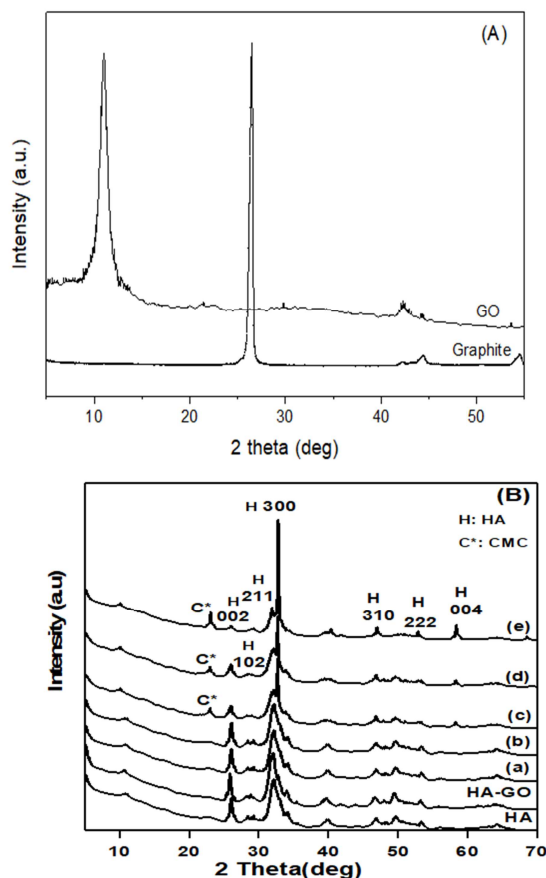 (A)
Intensity (a.u.)
GO
Graphite
10 20 30 40 50
2 theta (deg)
(B)
H 300
H: HA
C*: CMC
H
211
H
C* 002
H
102
H
310
H
222
H
004
(e)
C*
(d)
C*
(c)
(b)
(a)
HA-GO
HA
Intensity (a.u)
10 20 30 40 50 60 70
2 Theta(deg)